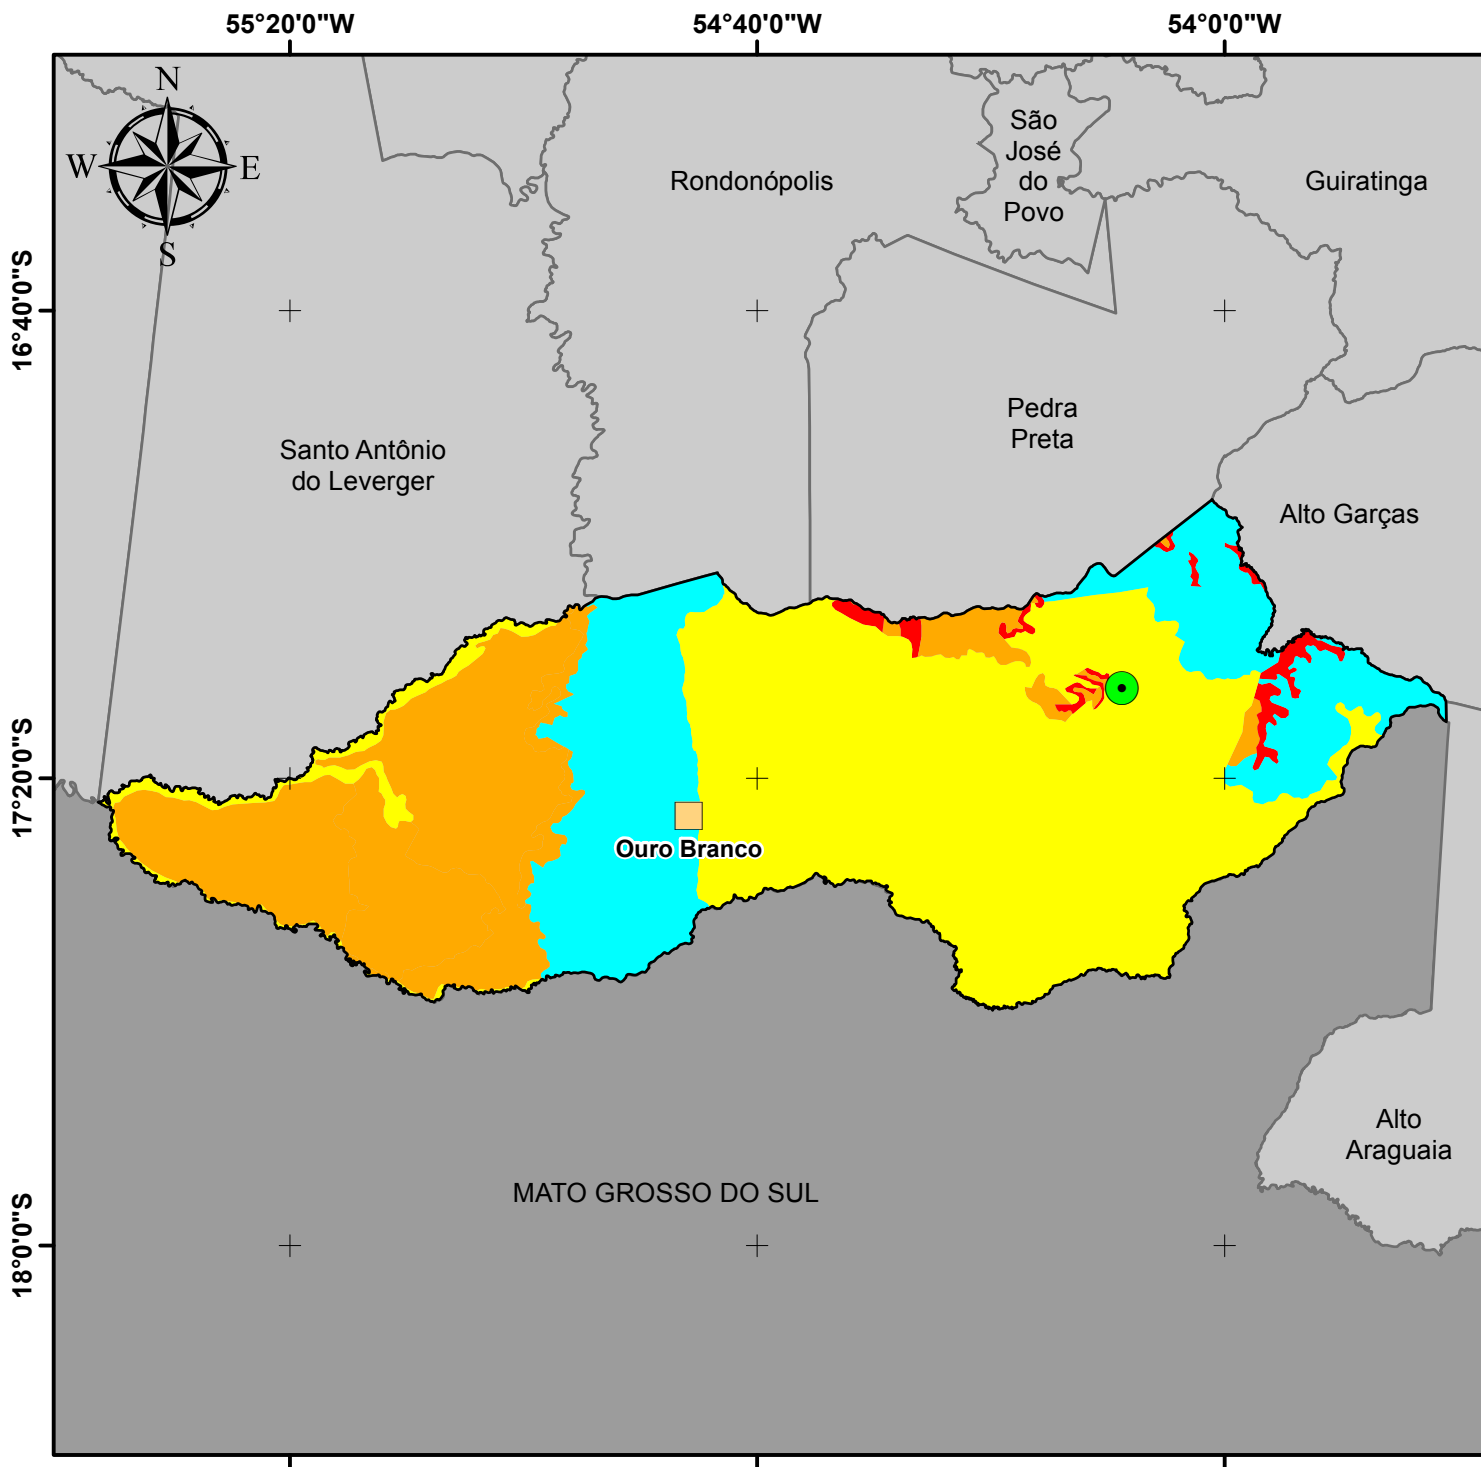 55°20'0"W
54°40'0"W
54°0'0"W
N
W
E
S
São
José
do
Povo
Rondonópolis
Guiratinga
16°40'0"S
Pedra
Preta
Santo Antônio
do Leverger
Alto Garças
17°20'0"S
Ouro Branco
Alto
Araguaia
MATO GROSSO DO SUL
18°0'0"S